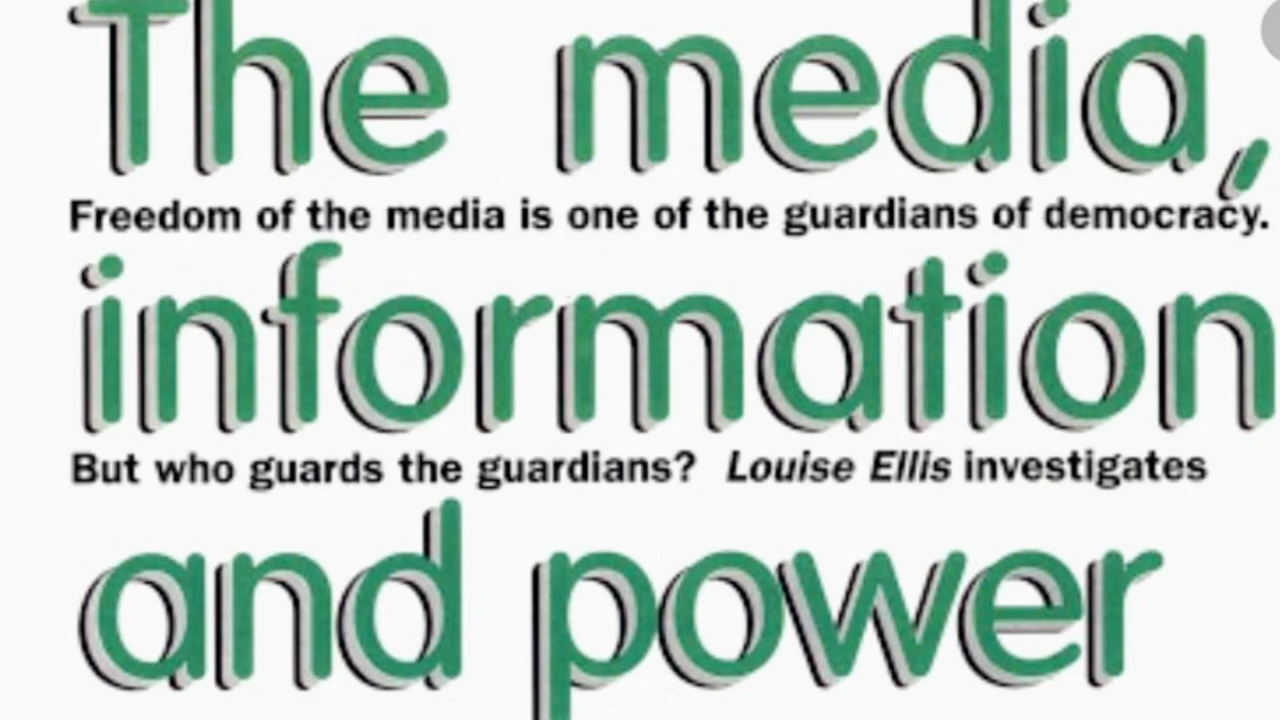 The media,
Freedom of the media is one of the guardians of democracy.
information
But who guards the guardians? Louise Ellis investigates
and power